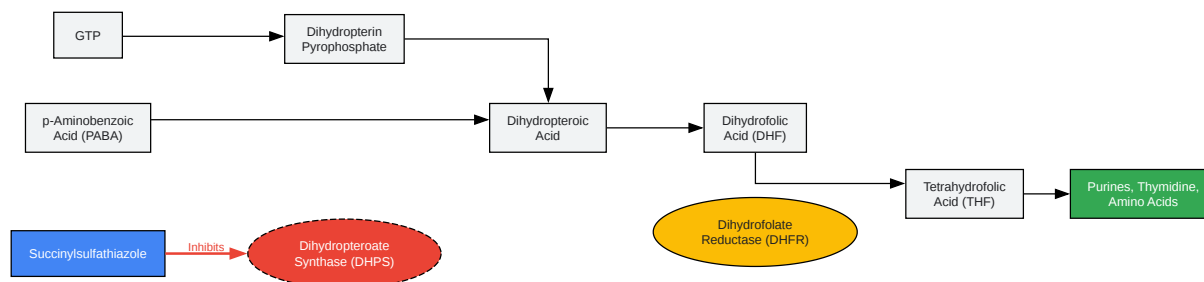 GTP
Dihydropterin
Pyrophosphate
p-Aminobenzoic
Acid (PABA)
Dihydropteroic
Acid
Dihydrofolic
Acid (DHF)
Tetrahydrofolic
Acid (THF)
Purines, Thymidine,
Amino Acids
Succinylsulfathiazole
Inhibits
Dihydropteroate
Synthase (DHPS)
Dihydrofolate
Reductase (DHFR)